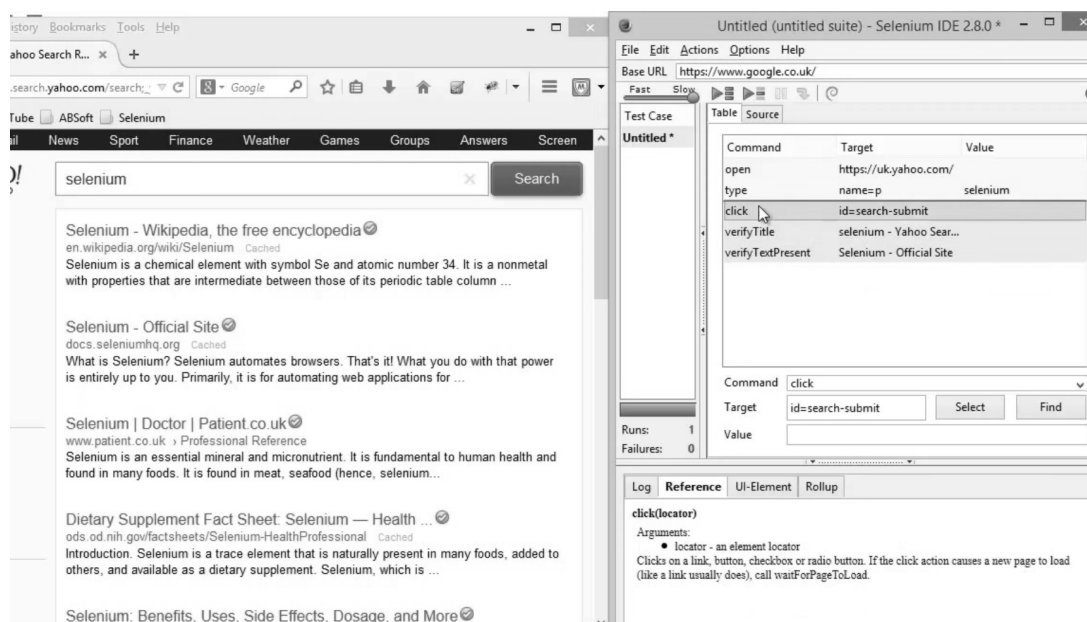 istory Bookmarks Tools Help
ahoo Search R... × +
.search.yahoo.com/search;_ Google
Tube ABSoft Selenium
ail News Sport Finance Weather Games Groups Answers Screen
O!
selenium × Search
Selenium - Wikipedia, the free encyclopedia
en.wikipedia.org/wiki/Selenium Cached
Selenium is a chemical element with symbol Se and atomic number 34. It is a nonmetal
with properties that are intermediate between those of its periodic table column ...
Selenium - Official Site
docs.seleniumhq.org Cached
What is Selenium? Selenium automates browsers. That's it! What you do with that power
is entirely up to you. Primarily, it is for automating web applications for ...
Selenium | Doctor | Patient.co.uk
www.patient.co.uk › Professional Reference
Selenium is an essential mineral and micronutrient. It is fundamental to human health and
found in many foods. It is found in meat, seafood (hence, selenium...
Dietary Supplement Fact Sheet: Selenium — Health ...
ods.od.nih.gov/factsheets/Selenium-HealthProfessional Cached
Introduction. Selenium is a trace element that is naturally present in many foods, added to
others, and available as a dietary supplement. Selenium, which is ...
Selenium: Benefits, Uses, Side Effects, Dosage, and More
Untitled (untitled suite) - Selenium IDE 2.8.0 *
File Edit Actions Options Help
Base URL https://www.google.co.uk/
Fast Slow
Test Case
Untitled *
Table Source
Command Target Value
open https://uk.yahoo.com/
type name=p selenium
click id=search-submit
verifyTitle selenium - Yahoo Sear...
verifyTextPresent Selenium - Official Site
Command click
Target id=search-submit Select Find
Value
Runs: 1
Failures: 0
Log Reference UI-Element Rollup
click(locator)
Arguments:
• locator - an element locator
Clicks on a link, button, checkbox or radio button. If the click action causes a new page to load
(like a link usually does), call waitForPageToLoad.